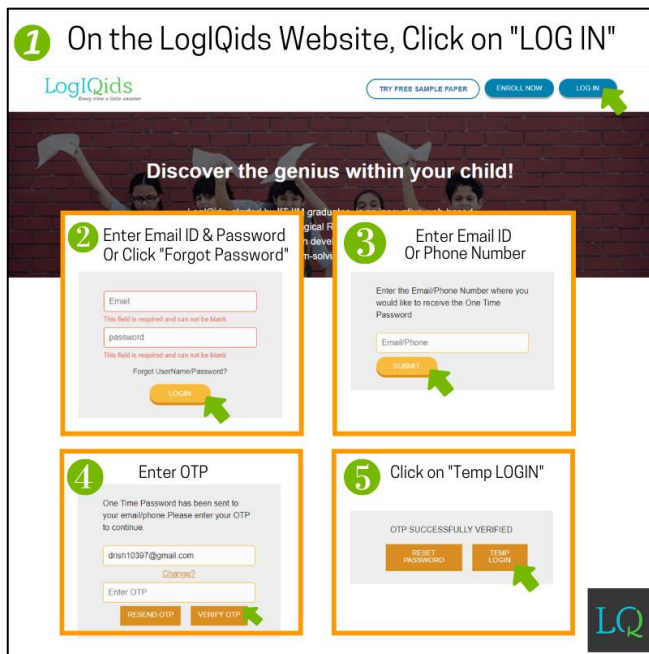 1 On the LogIQids Website, Click on "LOG IN"
LogIQids
Every time a little smarter
TRY FREE SAMPLE PAPER
ENROLL NOW
LOG IN
Discover the genius within your child!
2 Enter Email ID & Password
Or Click "Forgot Password"
Email
This field is required and can not be blank
password
This field is required and can not be blank
Forgot UserName/Password?
LOGIN
3 Enter Email ID
Or Phone Number
Enter the Email/Phone Number where you
would like to receive the One Time
Password
Email/Phone
SUBMIT
4 Enter OTP
One Time Password has been sent to
your email/phone.Please enter your OTP
to continue.
drish10397@gmail.com
Change?
Enter OTP
RESEND OTP
VERIFY OTP
5 Click on "Temp LOGIN"
OTP SUCCESSFULLY VERIFIED
RESET
PASSWORD
TEMP
LOGIN
LQ